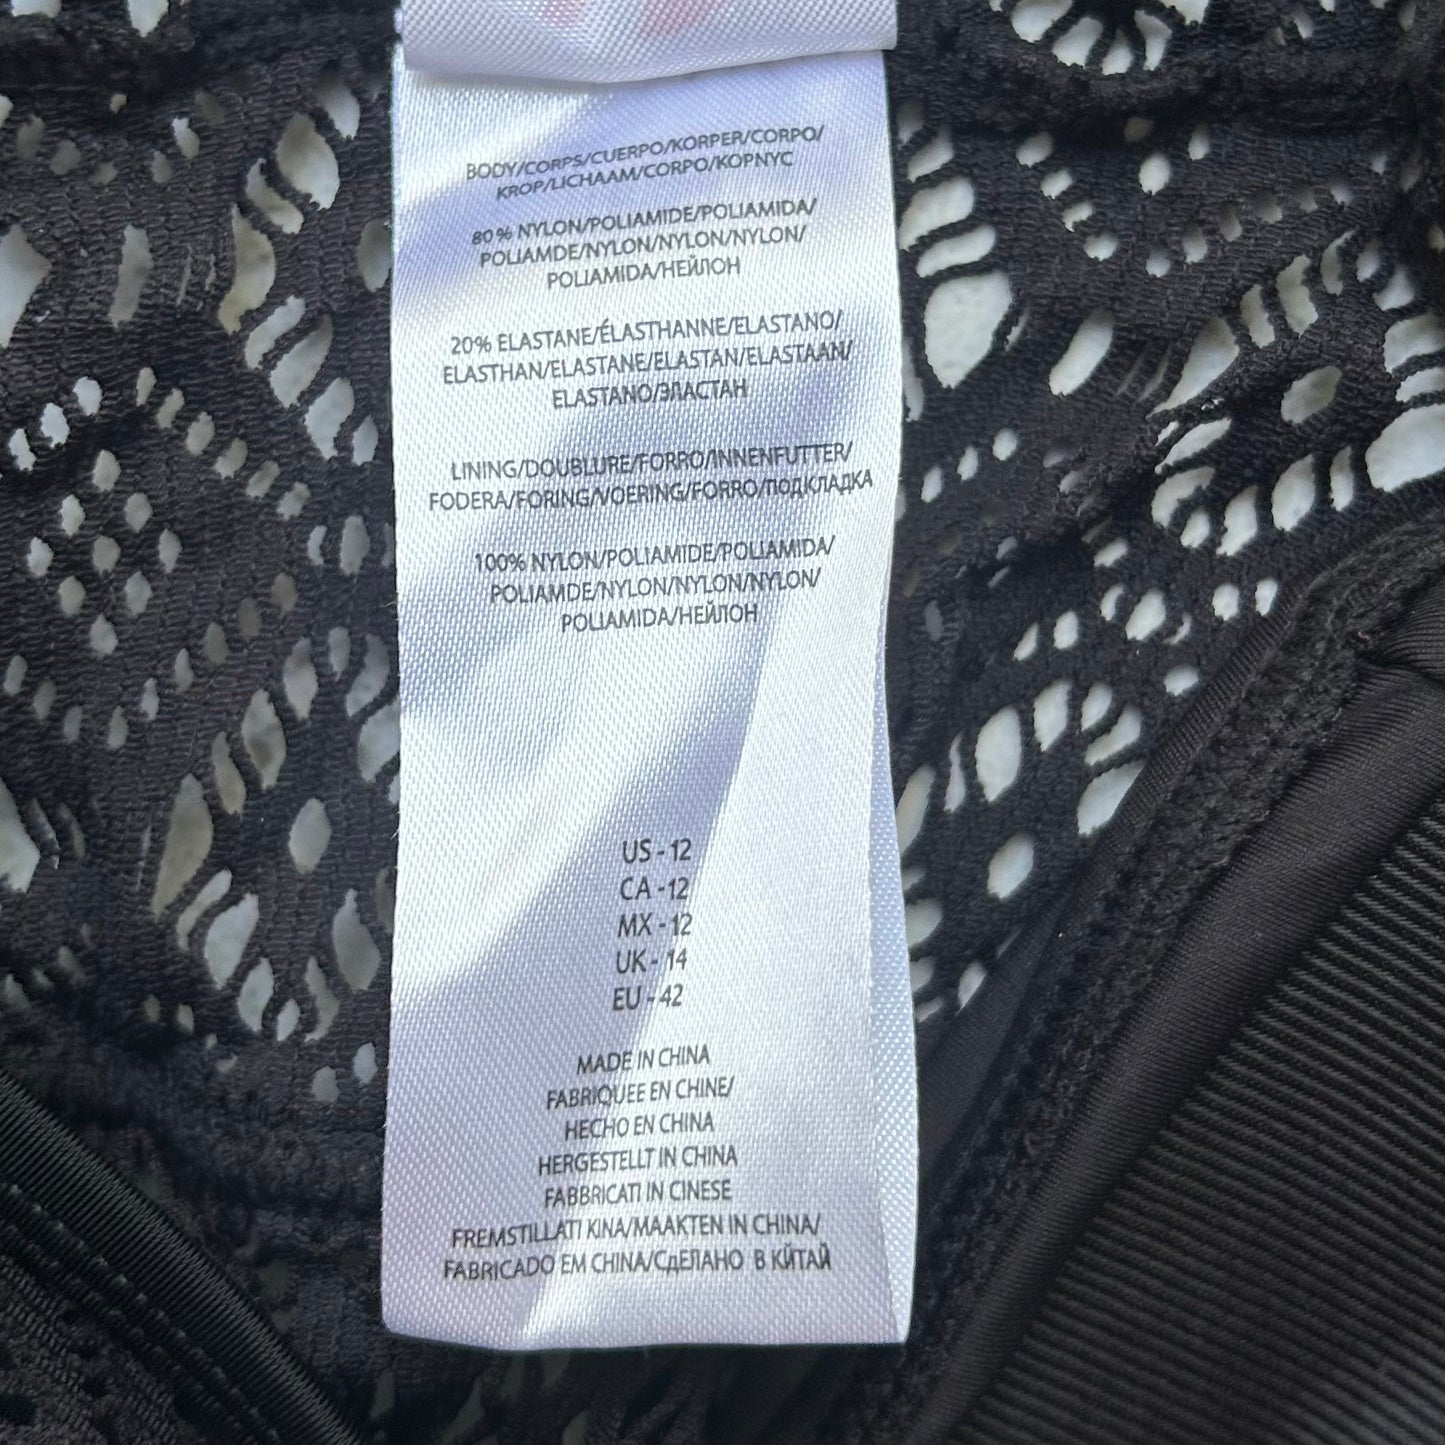 BODY/CORPS/CUERPO/KORPER/CORPO/
KROP/LICHAAM/CORPO/KOPNYC
80% NYLON/POLIAMIDE/POLIAMIDA/
POLIAMDE/NYLON/NYLON/NYLON/
POLIAMIDA/НЕЙЛОН
20% ELASTANE/ÉLASTHANNE/ELASTANO/
ELASTHAN/ELASTANE/ELASTAN/ELASTAAN/
ELASTANO/ЭЛАСТАН
LINING/DOUBLURE/FORRO/INNENFUTTER/
FODERA/FORING/VOERING/FORRO/ПОДКЛАДКА
100% NYLON/POLIAMIDE/POLIAMIDA/
POLIAMDE/NYLON/NYLON/NYLON/
POLIAMIDA/НЕЙЛОН
US - 12
CA -12
MX - 12
UK - 14
EU - 42
MADE IN CHINA
FABRIQUEE EN CHINE/
HECHO EN CHINA
HERGESTELLT IN CHINA
FABBRICATI IN CINESE
FREMSTILLATI KINA/MAAKTEN IN CHINA/
FABRICADO EM CHINA/СДЕЛАНО В КЙТАЙ